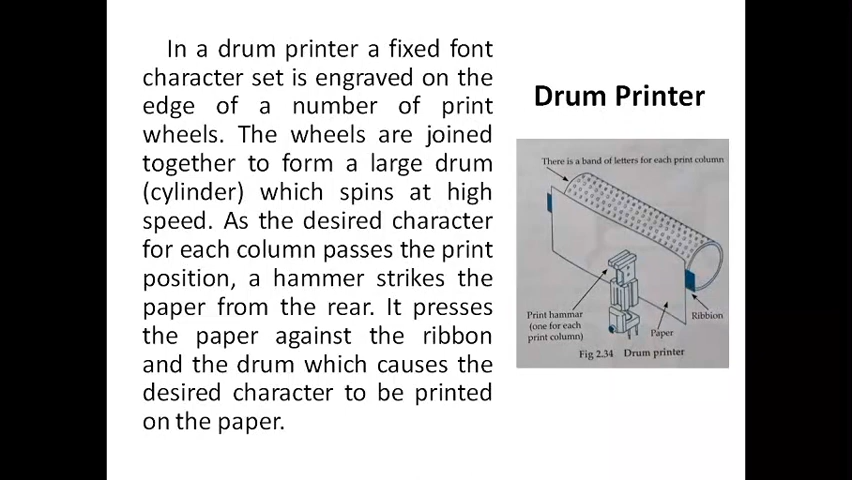 In a drum printer a fixed font
character set is engraved on the
edge of a number of print
wheels. The wheels are joined
together to form a large drum
(cylinder) which spins at high
speed. As the desired character
for each column passes the print
position, a hammer strikes the
paper from the rear. It presses
the paper against the ribbon
and the drum which causes the
desired character to be printed
on the paper.
Drum Printer
There is a band of letters for each print column
Print hammar
(one for each
print column)
Paper
Ribbion
Fig 2.34 Drum printer